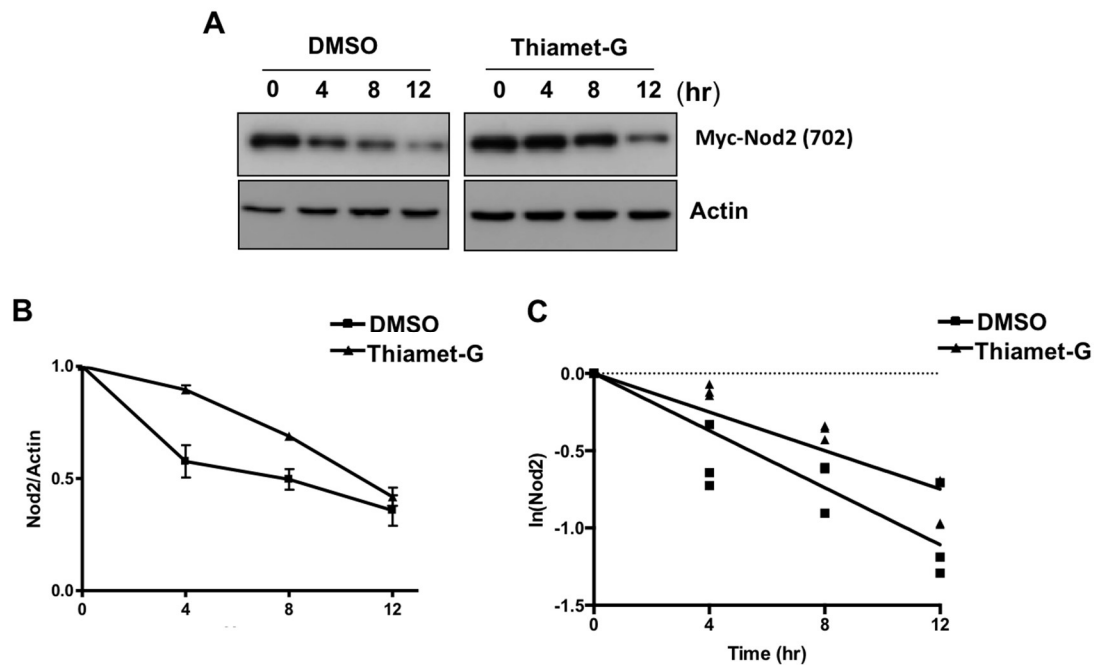 A
DMSO
Thiamet-G
0 4 8 12 0 4 8 12 (hr)
Myc-Nod2 (702)
Actin
B
DMSO
Thiamet-G
1.0
0.5
0.0
Nod2/Actin
0 4 8 12
C
DMSO
Thiamet-G
0.0
-0.5
-1.0
-1.5
ln(Nod2)
0 4 8 12
Time (hr)